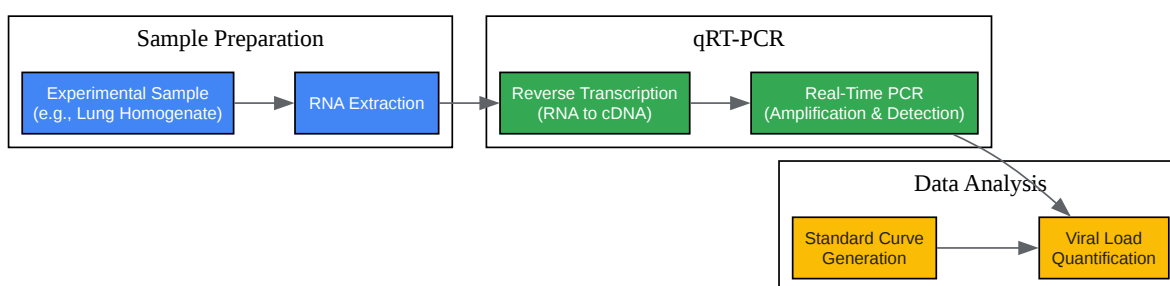 Sample Preparation
Experimental Sample
(e.g., Lung Homogenate)
RNA Extraction
qRT-PCR
Reverse Transcription
(RNA to cDNA)
Real-Time PCR
(Amplification & Detection)
Data Analysis
Standard Curve
Generation
Viral Load
Quantification